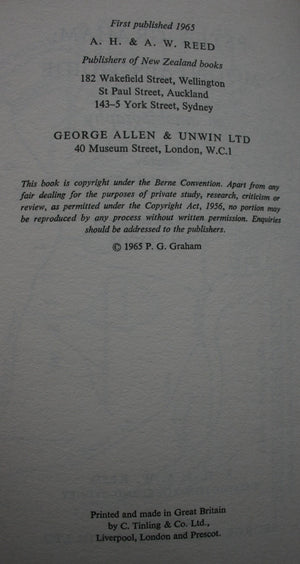 First published 1965
A. H. & A. W. REED
Publishers of New Zealand books
182 Wakefield Street, Wellington
St Paul Street, Auckland
143–5 York Street, Sydney
GEORGE ALLEN & UNWIN LTD
40 Museum Street, London, W.C.1
This book is copyright under the Berne Convention. Apart from any
fair dealing for the purposes of private study, research, criticism or
review, as permitted under the Copyright Act, 1956, no portion may
be reproduced by any process without written permission. Enquiries
should be addressed to the publishers.
© 1965 P. G. Graham
Printed and made in Great Britain
by C. Tinling & Co. Ltd.,
Liverpool, London and Prescot.